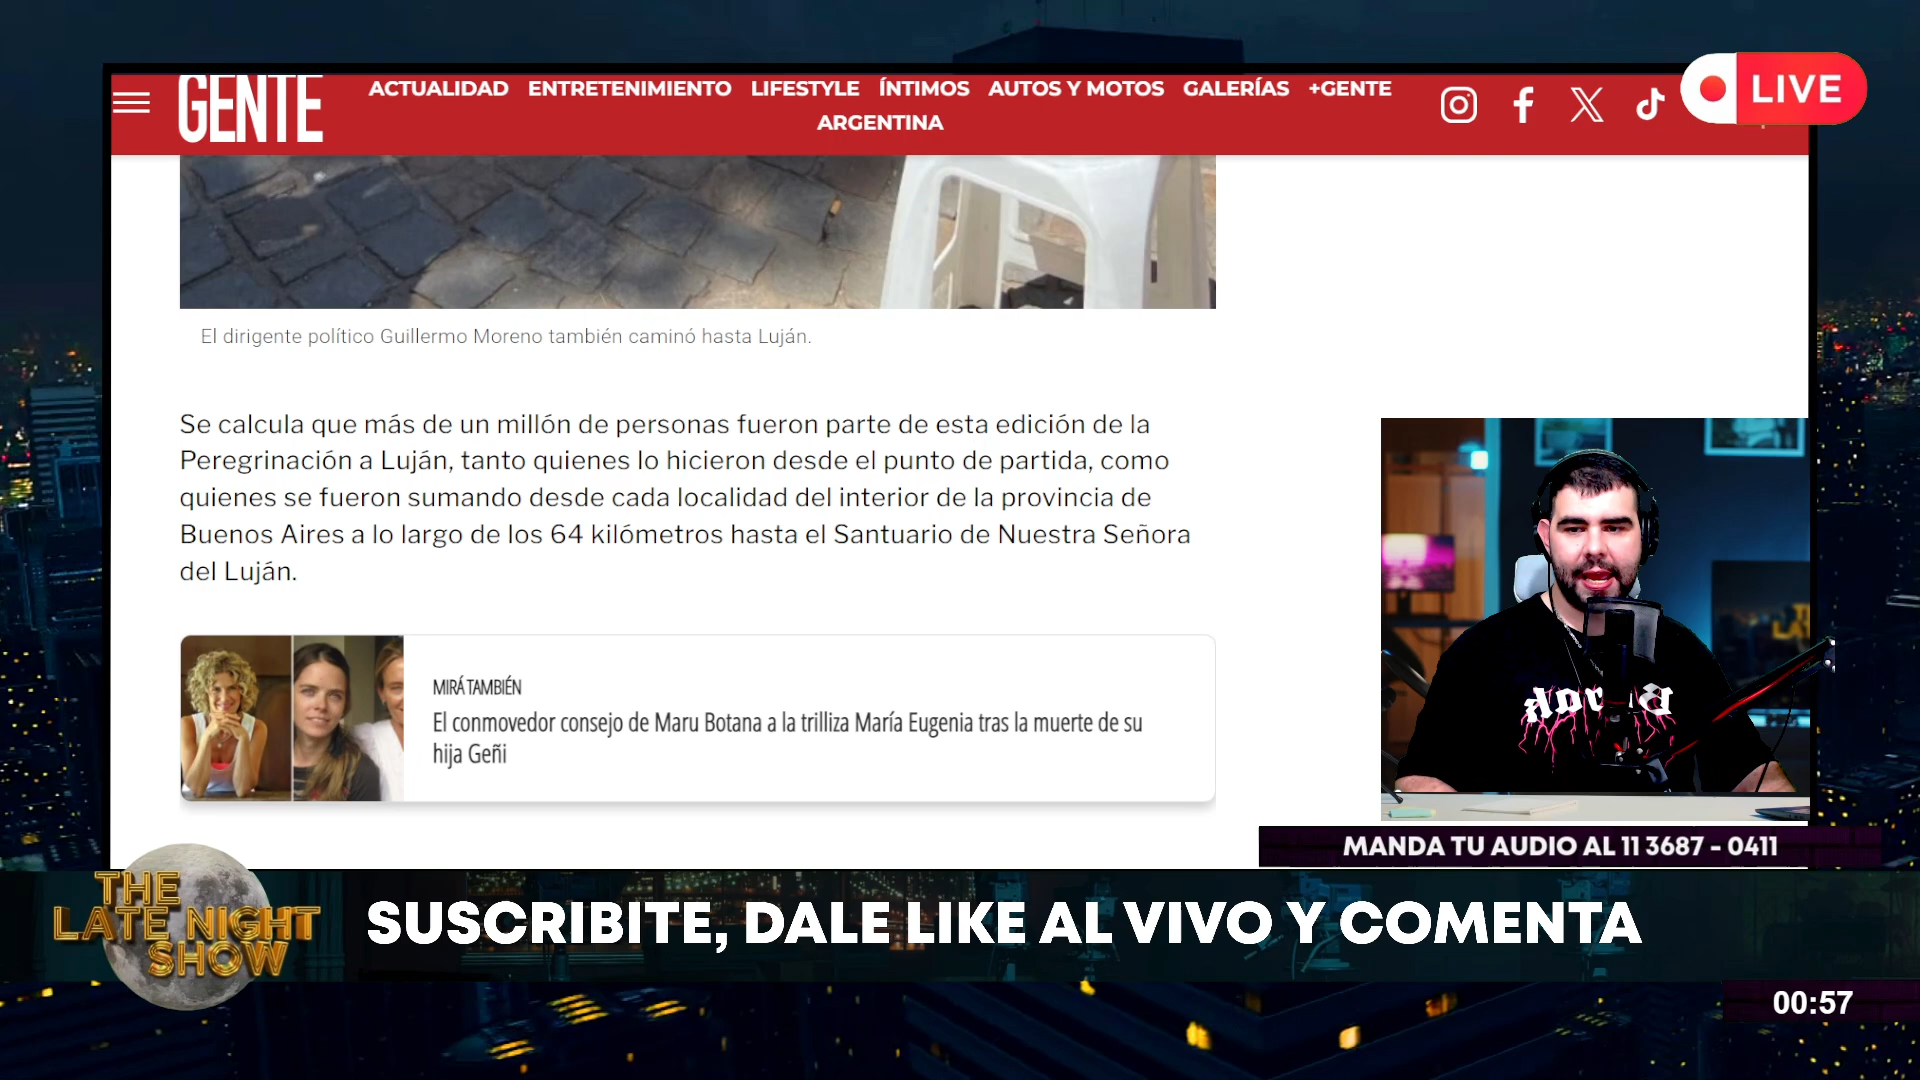 GENTE
ACTUALIDAD ENTRETENIMIENTO LIFESTYLE ÍNTIMOS AUTOS Y MOTOS GALERÍAS +GENTE
ARGENTINA
LIVE
El dirigente político Guillermo Moreno también caminó hasta Luján.
Se calcula que más de un millón de personas fueron parte de esta edición de la
Peregrinación a Luján, tanto quienes lo hicieron desde el punto de partida, como
quienes se fueron sumando desde cada localidad del interior de la provincia de
Buenos Aires a lo largo de los 64 kilómetros hasta el Santuario de Nuestra Señora
del Luján.
MIRÁ TAMBIÉN
El conmovedor consejo de Maru Botana a la trilliza María Eugenia tras la muerte de su
hija Geñi
MANDA TU AUDIO AL 11 3687 - 0411
THE
LATE NIGHT
SHOW
SUSCRIBITE, DALE LIKE AL VIVO Y COMENTA
00:57